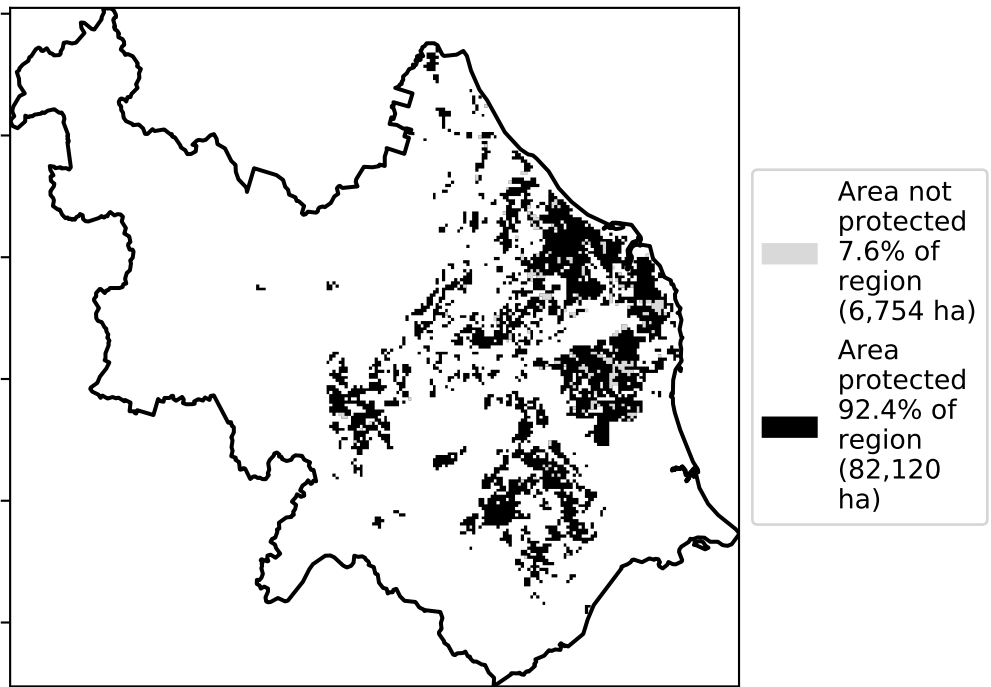 Area not
protected
7.6% of
region
(6,754 ha)
Area
protected
92.4% of
region
(82,120
ha)